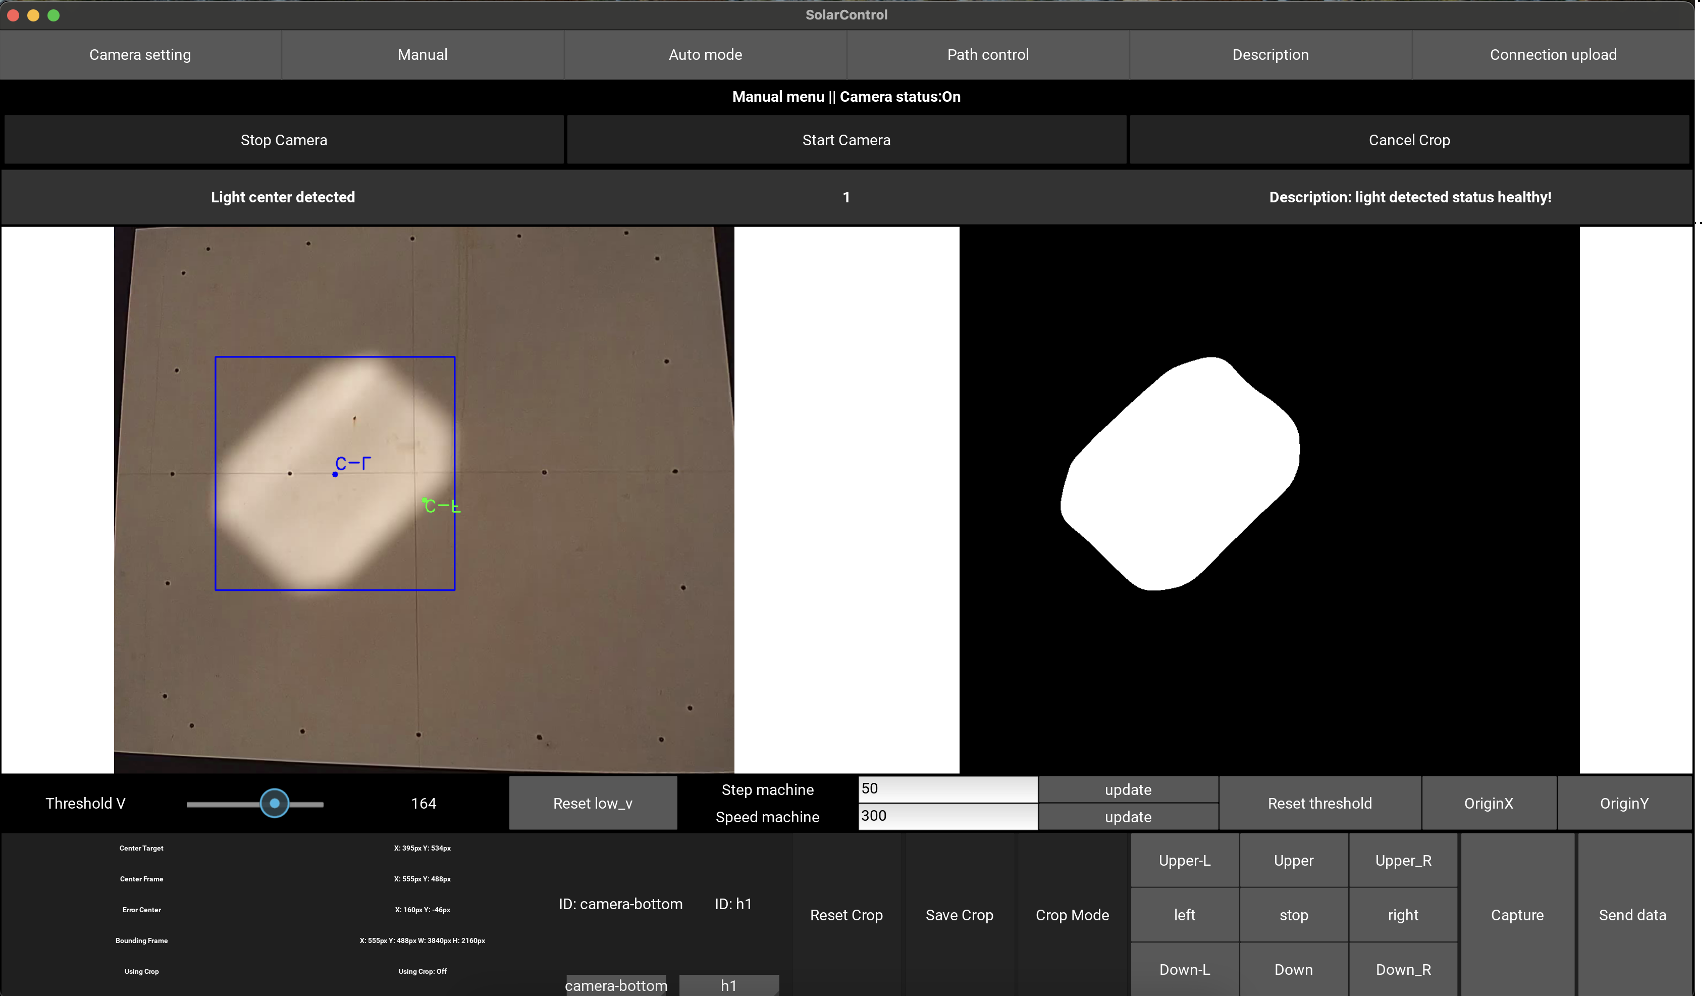 SolarControl
Camera setting
Manual
Auto mode
Path control
Description
Connection upload
Manual menu || Camera status:On
Stop Camera
Start Camera
Cancel Crop
Light center detected
1
Description: light detected status healthy!
Threshold V
164
Reset low_v
Step machine
50
update
Speed machine
300
update
Reset threshold
OriginX
OriginY
Center Target
X: 395px Y: 534px
Center Frame
X: 555px Y: 488px
Error Center
X: 160px Y: -46px
Bounding Frame
X: 555px Y: 488px W: 3840px H: 2160px
Using Crop
Using Crop: Off
ID: camera-bottom
ID: h1
camera-bottom
h1
Reset Crop
Save Crop
Crop Mode
Upper-L
Upper
Upper_R
left
stop
right
Down-L
Down
Down_R
Capture
Send data